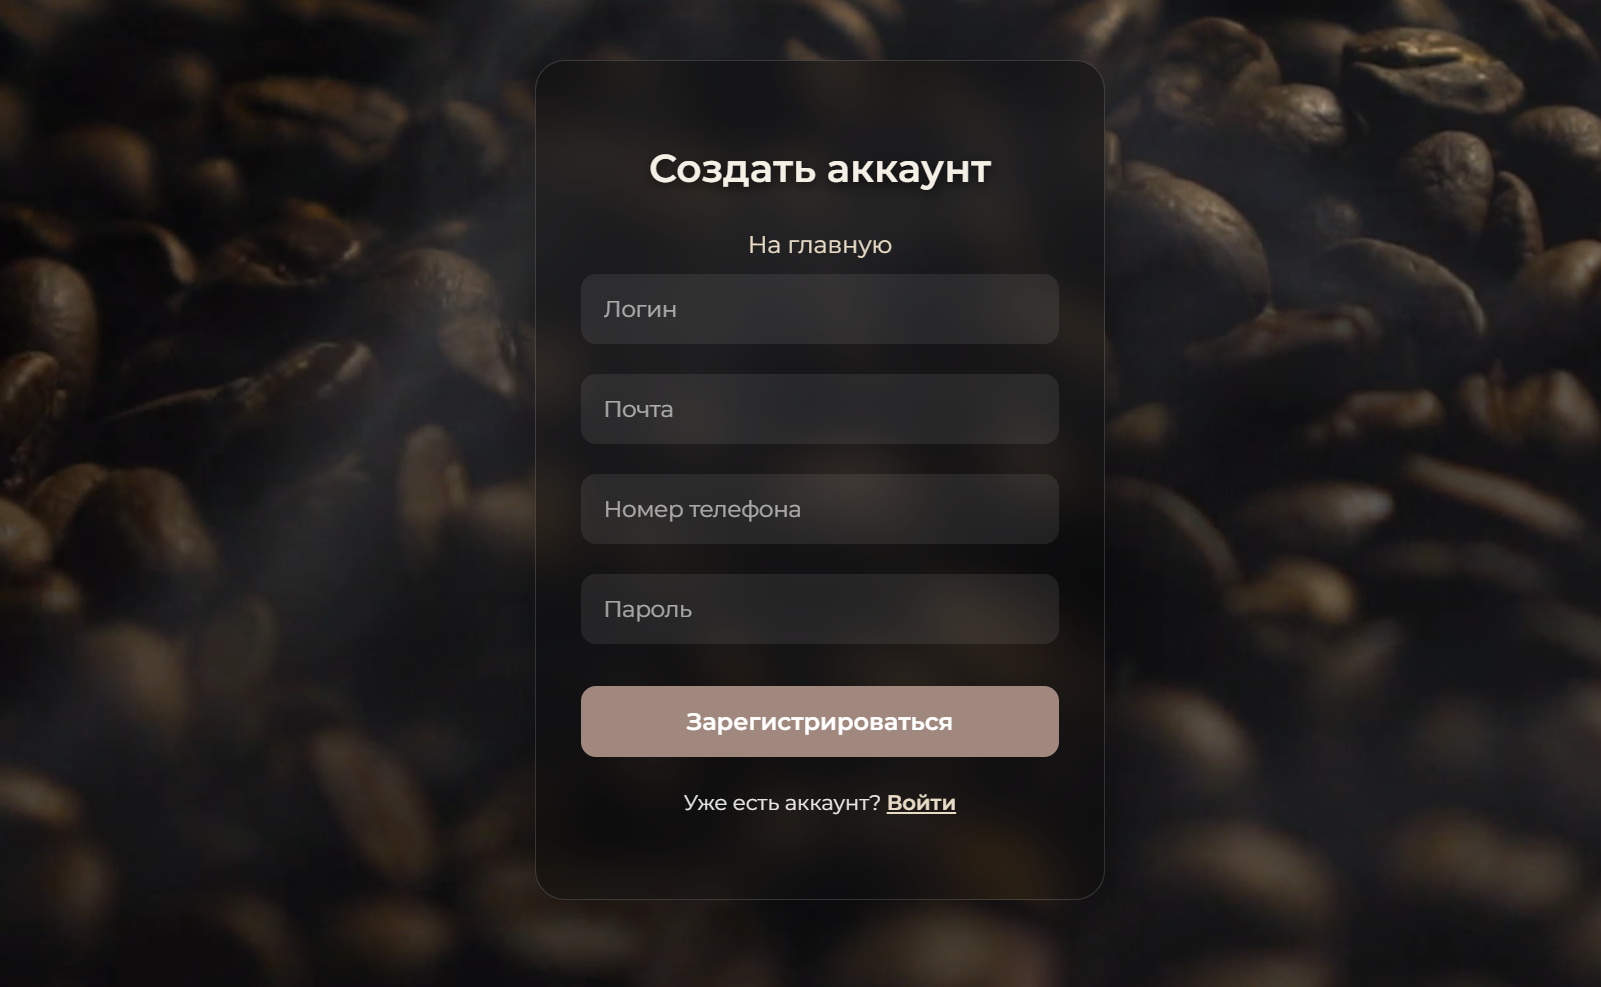 Создать аккаунт
На главную
Логин
Почта
Номер телефона
Пароль
Зарегистрироваться
Уже есть аккаунт? Войти